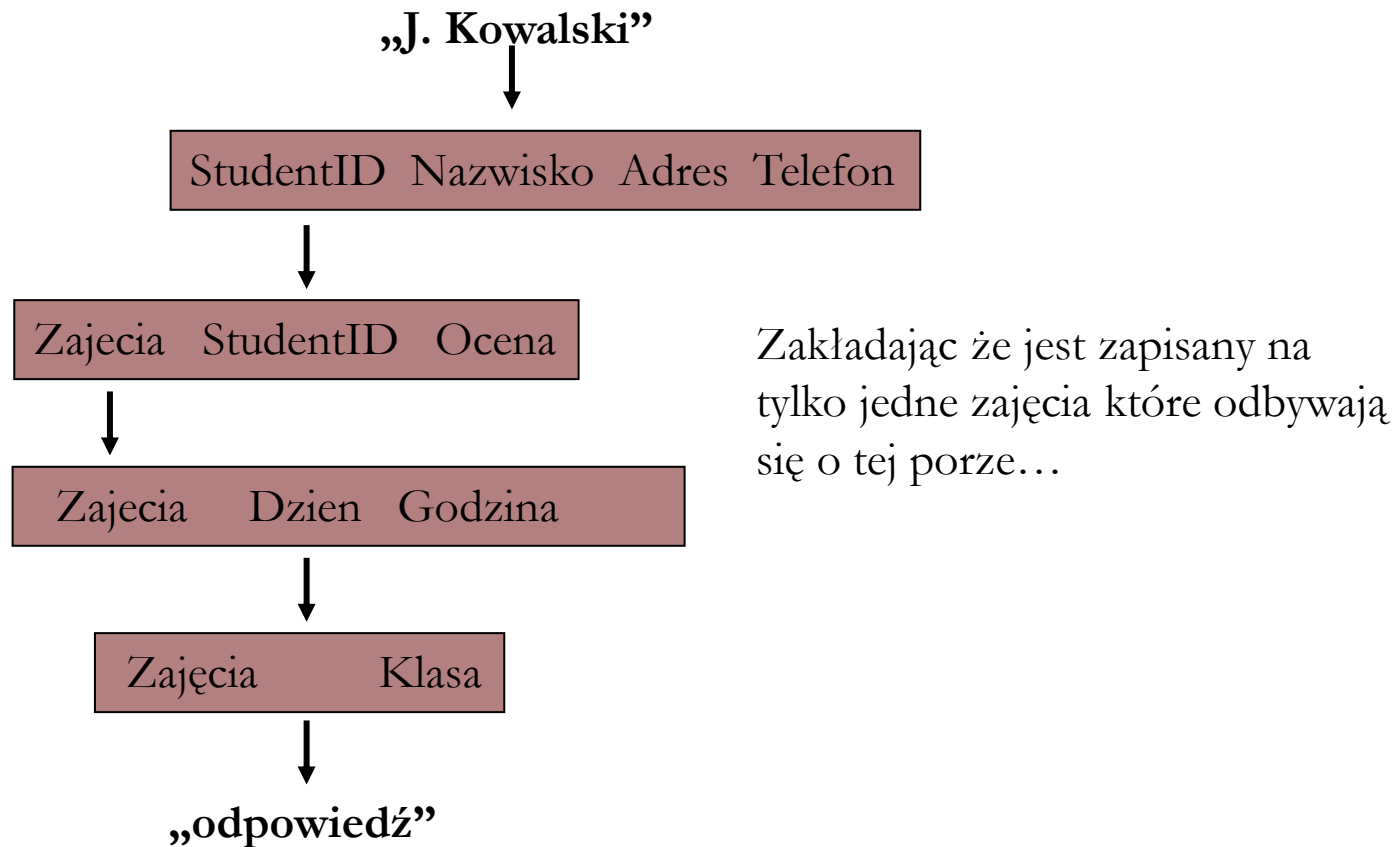 „J. Kowalski”
StudentID Nazwisko Adres Telefon
Zajecia StudentID Ocena
Zakładając że jest zapisany na
tylko jedne zajęcia które odbywają
się o tej porze…
Zajecia Dzien Godzina
Zajęcia Klasa
„odpowiedź”